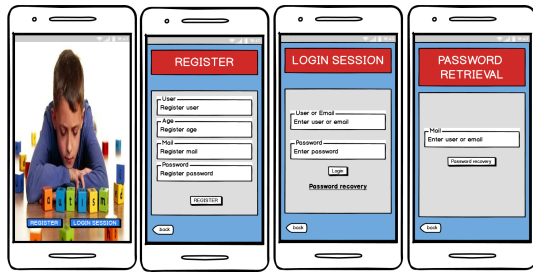 autism
REGISTER
LOGIN SESSION
REGISTER
User
Register user
Age
Register age
Mail
Register mail
Password
Register password
REGISTER
back
LOGIN SESSION
User or Email
Enter user or email
Password
Enter password
Login
Password recovery
back
PASSWORD
RETRIEVAL
Mail
Enter user or email
Password recovery
back